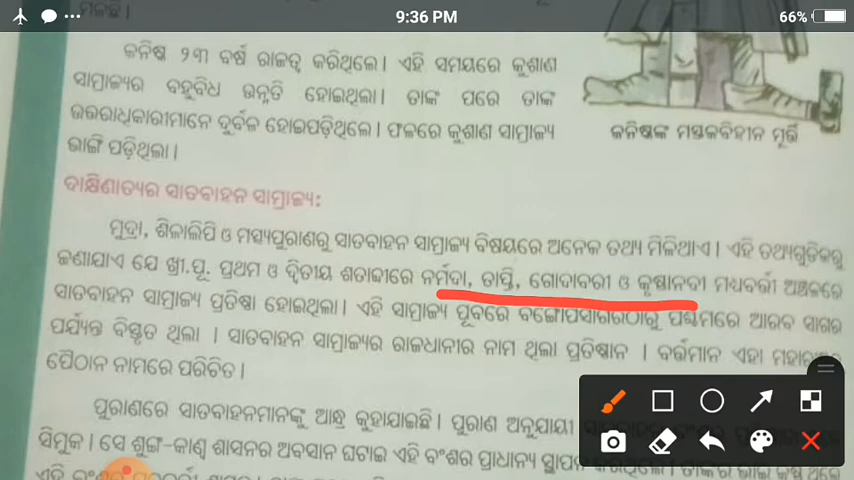 9:36 PM
66%
ମିଳଛି।
କନିଷ୍କ ୨୩ ବର୍ଷ ରାଜତ୍ୱ କରିଥିଲେ। ଏହି ସମୟରେ କୁଶାଣ
ସାମ୍ରାଜ୍ୟର ବହୁବିଧ ଉନ୍ନତି ହୋଇଥିଲା। ତାଙ୍କ ପରେ ତାଙ୍କ
ଉତ୍ତରାଧିକାରୀମାନେ ଦୁର୍ବଳ ହୋଇପଡ଼ିଥିଲେ। ଫଳରେ କୁଶାଣ ସାମ୍ରାଜ୍ୟ
ଭାଙ୍ଗି ପଡ଼ିଥିଲା।
କନିଷ୍କଙ୍କ ମସ୍ତକବିହୀନ ମୂର୍ତ୍ତି
ଦାକ୍ଷିଣାତ୍ୟର ସାତବାହନ ସାମ୍ରାଜ୍ୟ:
ମୁଦ୍ରା, ଶିଳାଲିପି ଓ ମତ୍ସ୍ୟପୁରାଣରୁ ସାତବାହନ ସାମ୍ରାଜ୍ୟ ବିଷୟରେ ଅନେକ ତଥ୍ୟ ମିଳିଥାଏ। ଏହି ତଥ୍ୟଗୁଡ଼ିକରୁ
ଜଣାଯାଏ ଯେ ଖ୍ରୀ.ପୂ. ପ୍ରଥମ ଓ ଦ୍ୱିତୀୟ ଶତାବ୍ଦୀରେ ନର୍ମଦା, ତାପ୍ତି, ଗୋଦାବରୀ ଓ କୃଷ୍ଣାନଦୀ ମଧ୍ୟବର୍ତ୍ତୀ ଅଞ୍ଚଳରେ
ସାତବାହନ ସାମ୍ରାଜ୍ୟ ପ୍ରତିଷ୍ଠା ହୋଇଥିଲା। ଏହି ସାମ୍ରାଜ୍ୟ ପୂର୍ବରେ ବଙ୍ଗୋପସାଗରଠାରୁ ପଶ୍ଚିମରେ ଆରବ ସାଗର
ପର୍ଯ୍ୟନ୍ତ ବିସ୍ତୃତ ଥିଲା । ସାତବାହନ ସାମ୍ରାଜ୍ୟର ରାଜଧାନୀର ନାମ ଥିଲା ପ୍ରତିଷ୍ଠାନ । ବର୍ତ୍ତମାନ ଏହା
ପୈଠାନ ନାମରେ ପରିଚିତ।
ପୁରାଣରେ ସାତବାହନମାନଙ୍କୁ ଆନ୍ଧ୍ର କୁହାଯାଇଛି। ପୁରାଣ ଅନୁଯାୟୀ
ସିମୁକ। ସେ ଶୁଙ୍ଗ-କାଣ୍ୱ ଶାସନର ଅବସାନ ଘଟାଇ ଏହି ବଂଶର ପ୍ରାଧାନ୍ୟ ସ୍ଥାପନ
ଏହି ବଂଶର